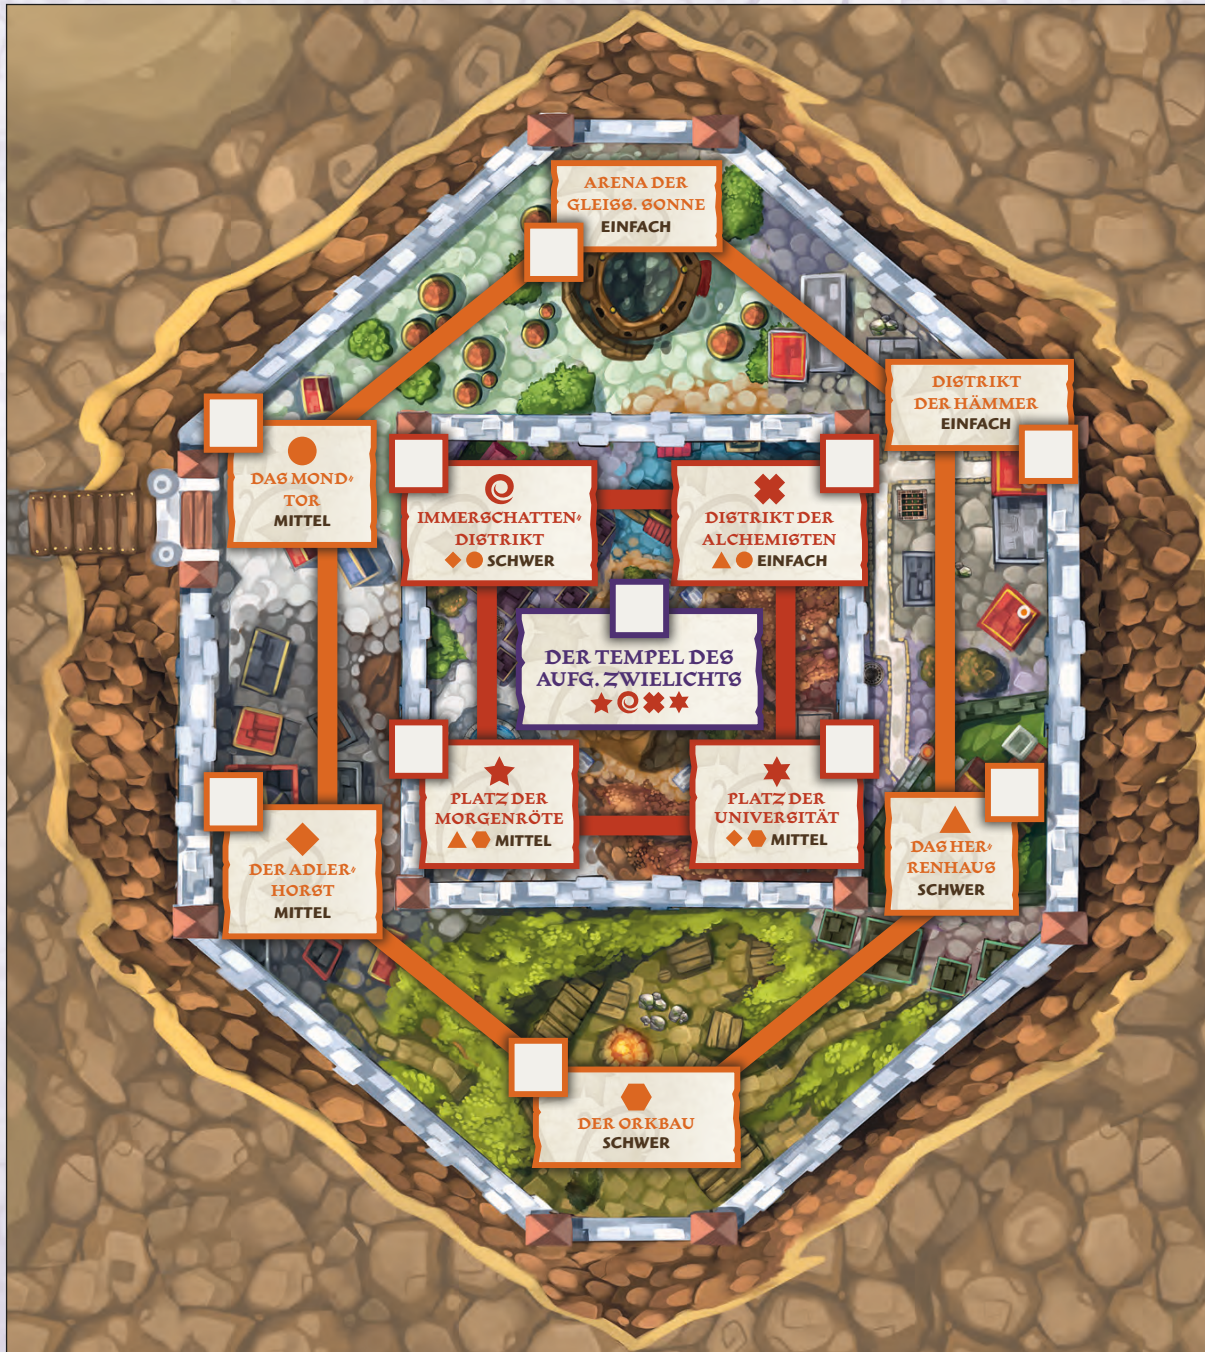 ARENA DER
GLEISS. SONNE
EINFACH
DISTRIKT
DER HÄMMER
EINFACH
DAS MOND-
TOR
MITTEL
IMMERSCHATTEN-
DISTRIKT
SCHWER
DISTRIKT DER
ALCHEMISTEN
EINFACH
DER TEMPEL DES
AUFG. ZWIELICHTS
PLATZ DER
MORGENRÖTE
MITTEL
PLATZ DER
UNIVERSITÄT
MITTEL
DER ADLER-
HORST
MITTEL
DAS HER-
RENHAUS
SCHWER
DER ORKBAU
SCHWER